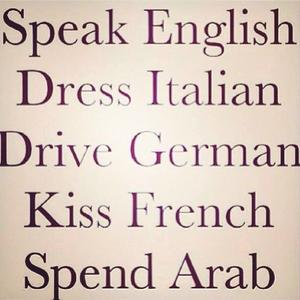 Speak English
Dress Italian
Drive German
Kiss French
Spend Arab